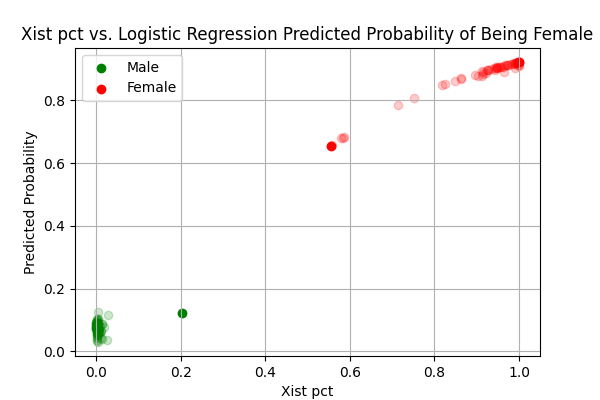 Xist pct vs. Logistic Regression Predicted Probability of Being Female
Male
Female
Predicted Probability
0.8
0.6
0.4
0.2
0.0
0.0 0.2 0.4 0.6 0.8 1.0
Xist pct